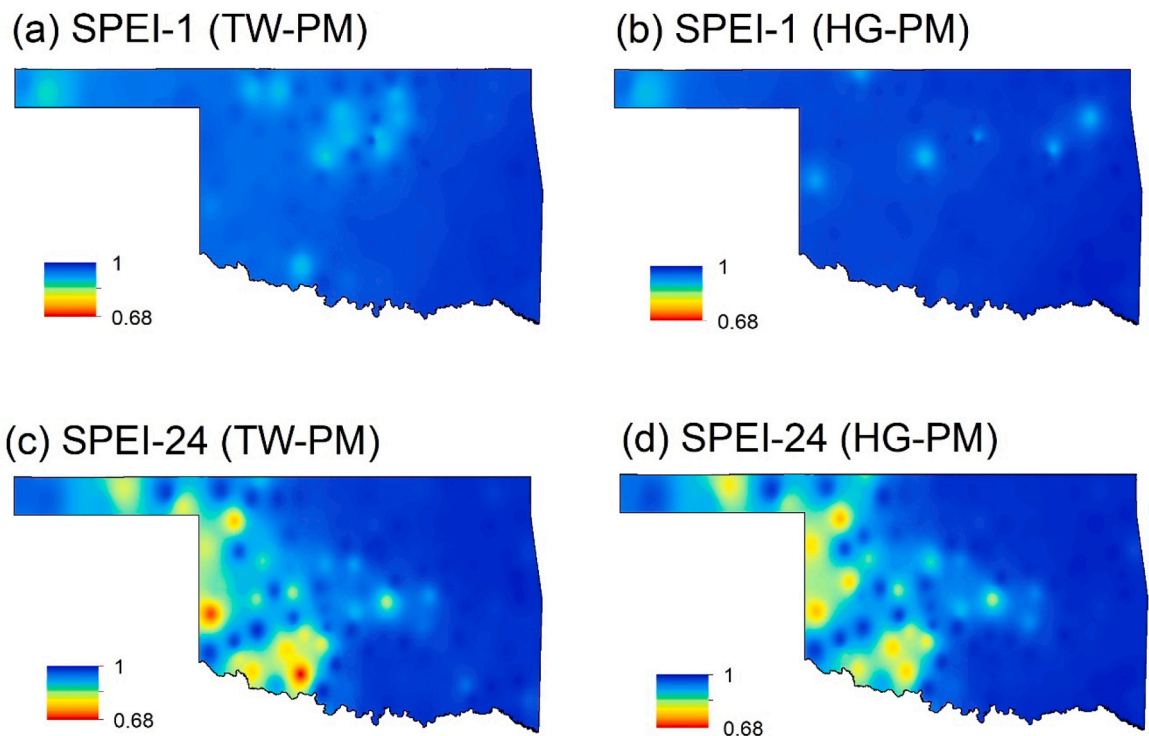 (a) SPEI-1 (TW-PM)
(b) SPEI-1 (HG-PM)
1
0.68
1
0.68
(c) SPEI-24 (TW-PM)
(d) SPEI-24 (HG-PM)
1
0.68
1
0.68